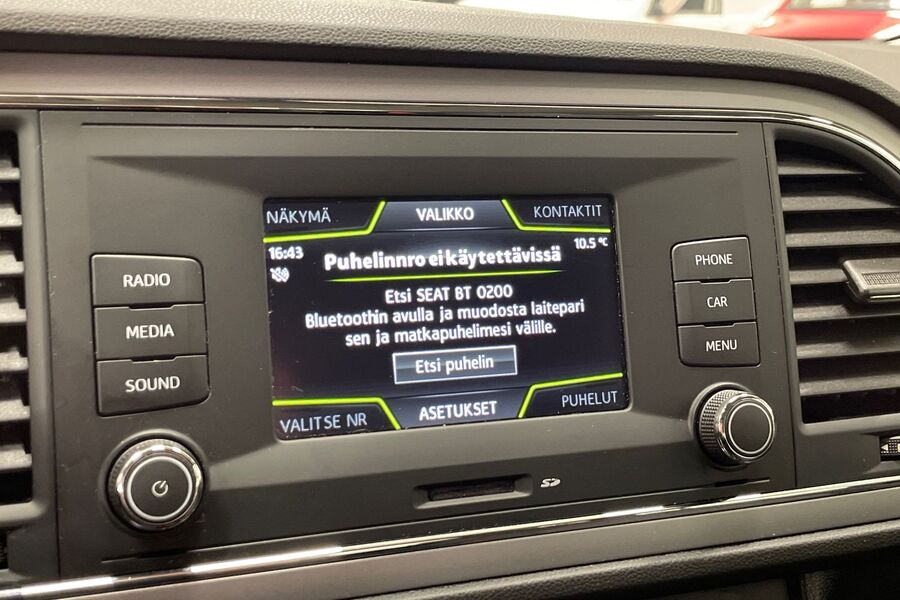 NÄKYMÄ
VALIKKO
KONTAKTIT
16:43
10.5 °C
Puhelinnro ei käytettävissä
Etsi SEAT BT 0200
Bluetoothin avulla ja muodosta laitepari
sen ja matkapuhelimesi välille.
Etsi puhelin
VALITSE NR
ASETUKSET
PUHELUT
RADIO
MEDIA
SOUND
PHONE
CAR
MENU
SD